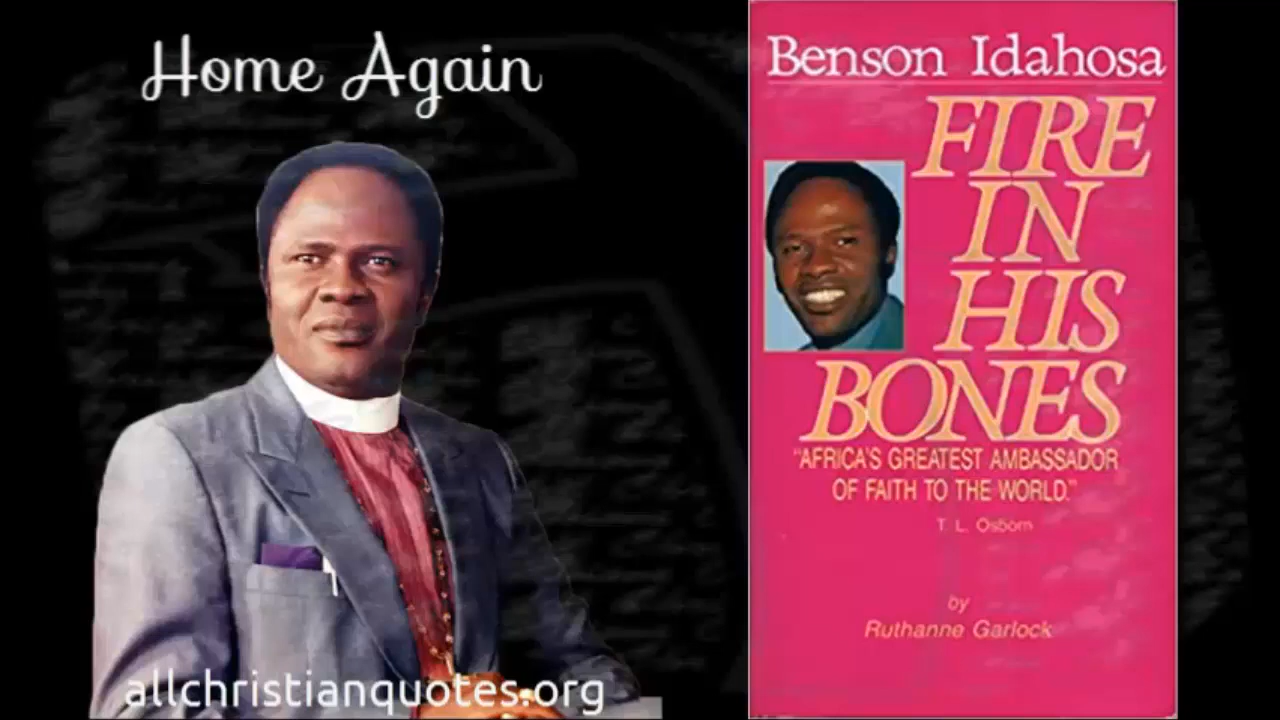 Home Again
allchristianquotes.org
Benson Idahosa
FIRE
IN
HIS
BONES
"AFRICA'S GREATEST AMBASSADOR
OF FAITH TO THE WORLD."
T. L. Osborn
by
Ruthanne Garlock